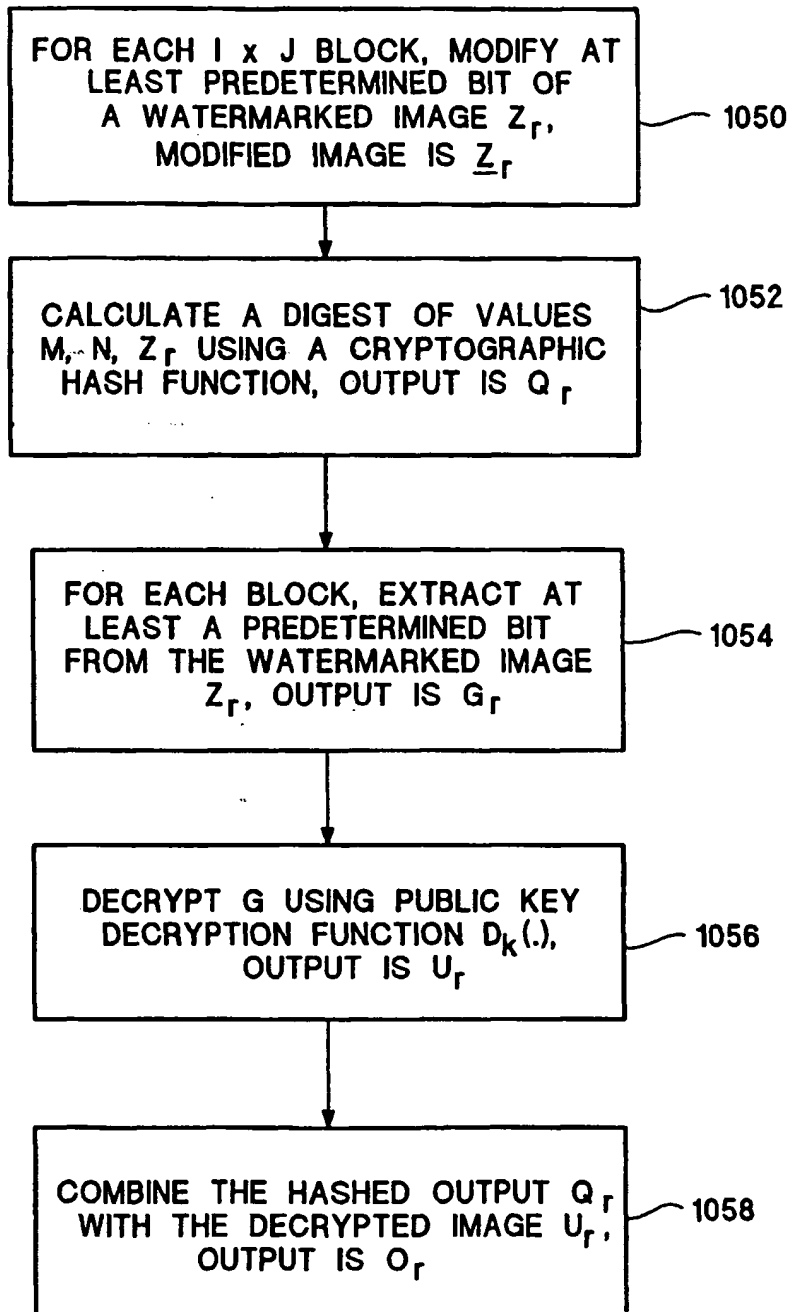 FOR EACH I x J BLOCK, MODIFY AT
LEAST PREDETERMINED BIT OF
A WATERMARKED IMAGE Zr,
MODIFIED IMAGE IS Zr
1050
CALCULATE A DIGEST OF VALUES
M, N, Zr USING A CRYPTOGRAPHIC
HASH FUNCTION, OUTPUT IS Qr
1052
FOR EACH BLOCK, EXTRACT AT
LEAST A PREDETERMINED BIT
FROM THE WATERMARKED IMAGE
Zr, OUTPUT IS Gr
1054
DECRYPT G USING PUBLIC KEY
DECRYPTION FUNCTION Dk(.),
OUTPUT IS Ur
1056
COMBINE THE HASHED OUTPUT Qr
WITH THE DECRYPTED IMAGE Ur,
OUTPUT IS Or
1058